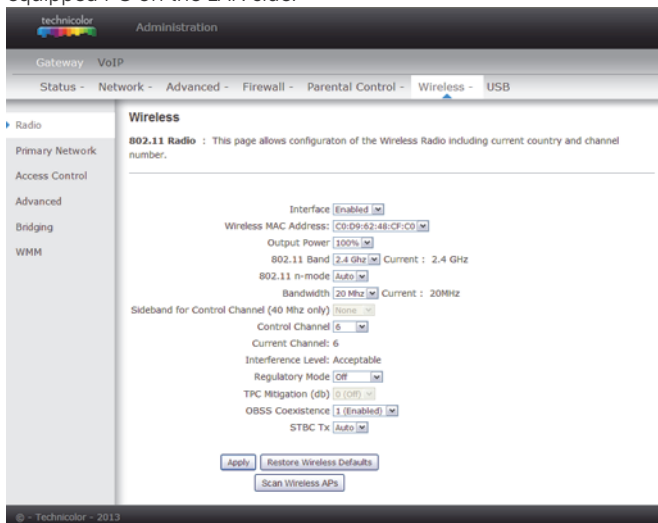 equipped PC on the LAN side.
technicolor
Administration
Gateway VoIP
Status - Network - Advanced - Firewall - Parental Control - Wireless - USB
Radio
Primary Network
Access Control
Advanced
Bridging
WMM
Wireless
802.11 Radio : This page allows configuraton of the Wireless Radio including current country and channel
number.
Interface Enabled
Wireless MAC Address: C0:D9:62:48:CF:C0
Output Power 100%
802.11 Band 2.4 Ghz Current : 2.4 GHz
802.11 n-mode Auto
Bandwidth 20 Mhz Current : 20MHz
Sideband for Control Channel (40 Mhz only) None
Control Channel 6
Current Channel: 6
Interference Level: Acceptable
Regulatory Mode Off
TPC Mitigation (db) 0 (Off)
OBSS Coexistence 1 (Enabled)
STBC Tx Auto
Apply Restore Wireless Defaults
Scan Wireless APs
© - Technicolor - 2013